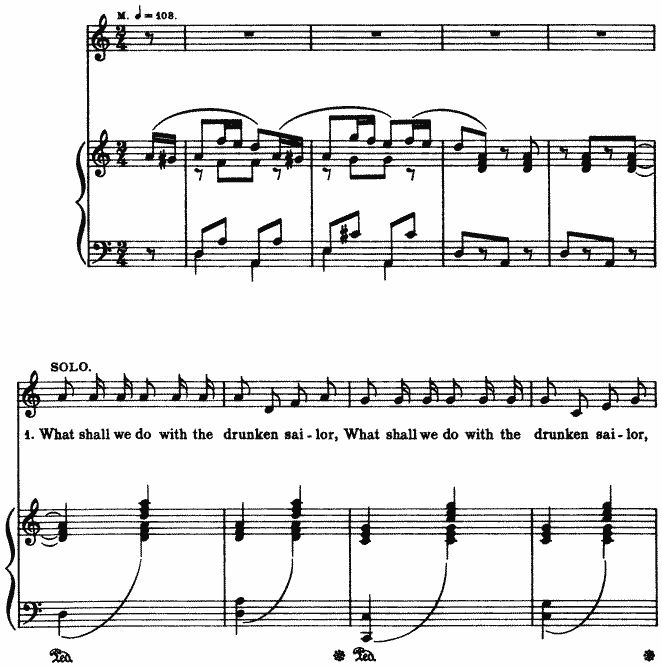 M. ♩=108.
SOLO.
1. What shall we do with the drunken sai-lor, What shall we do with the drunken sai-lor,
Ped. * Ped. *